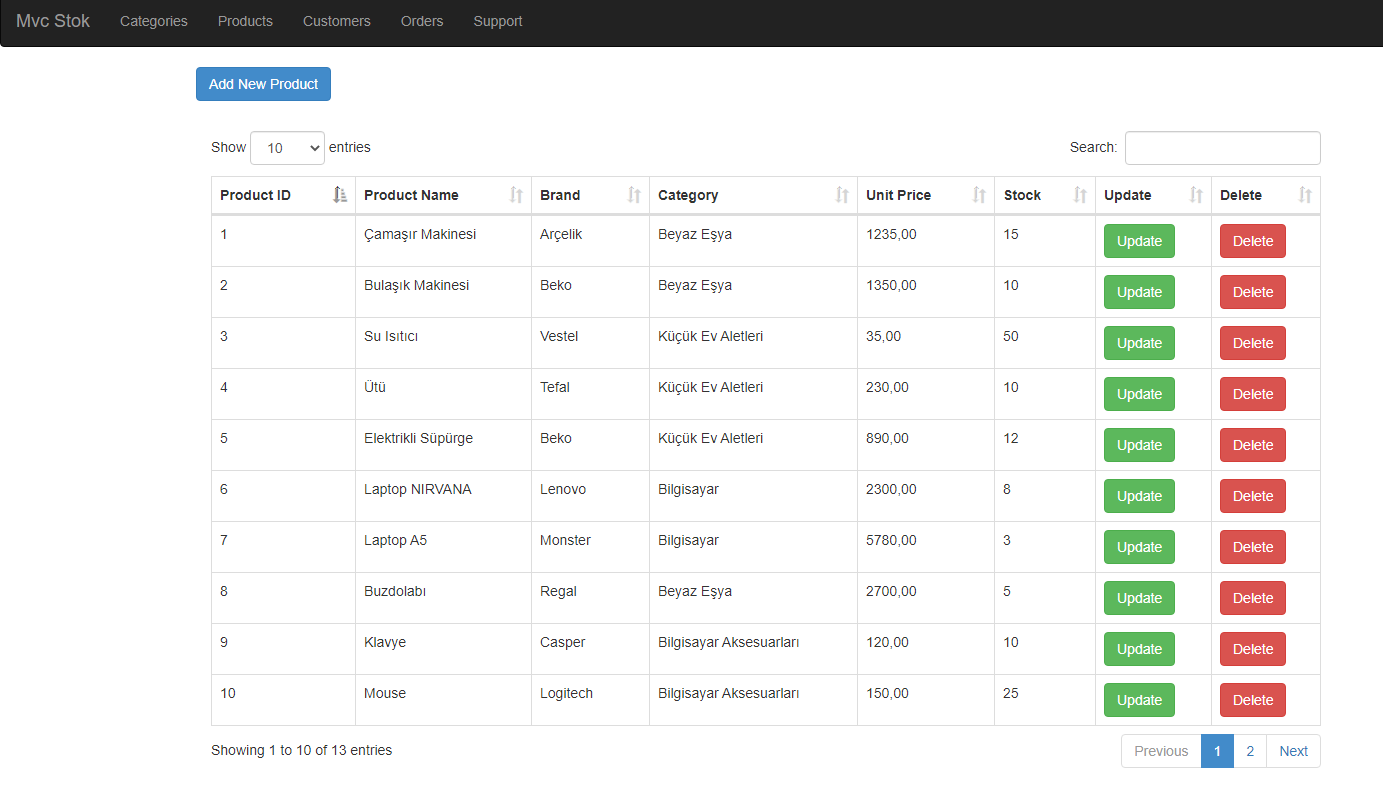 Mvc Stok Categories Products Customers Orders Support
Add New Product
Show 10 entries Search:
Product ID Product Name Brand Category Unit Price Stock Update Delete
1 Çamaşır Makinesi Arçelik Beyaz Eşya 1235,00 15 Update Delete
2 Bulaşık Makinesi Beko Beyaz Eşya 1350,00 10 Update Delete
3 Su Isıtıcı Vestel Küçük Ev Aletleri 35,00 50 Update Delete
4 Ütü Tefal Küçük Ev Aletleri 230,00 10 Update Delete
5 Elektrikli Süpürge Beko Küçük Ev Aletleri 890,00 12 Update Delete
6 Laptop NIRVANA Lenovo Bilgisayar 2300,00 8 Update Delete
7 Laptop A5 Monster Bilgisayar 5780,00 3 Update Delete
8 Buzdolabı Regal Beyaz Eşya 2700,00 5 Update Delete
9 Klavye Casper Bilgisayar Aksesuarları 120,00 10 Update Delete
10 Mouse Logitech Bilgisayar Aksesuarları 150,00 25 Update Delete
Showing 1 to 10 of 13 entries Previous 1 2 Next